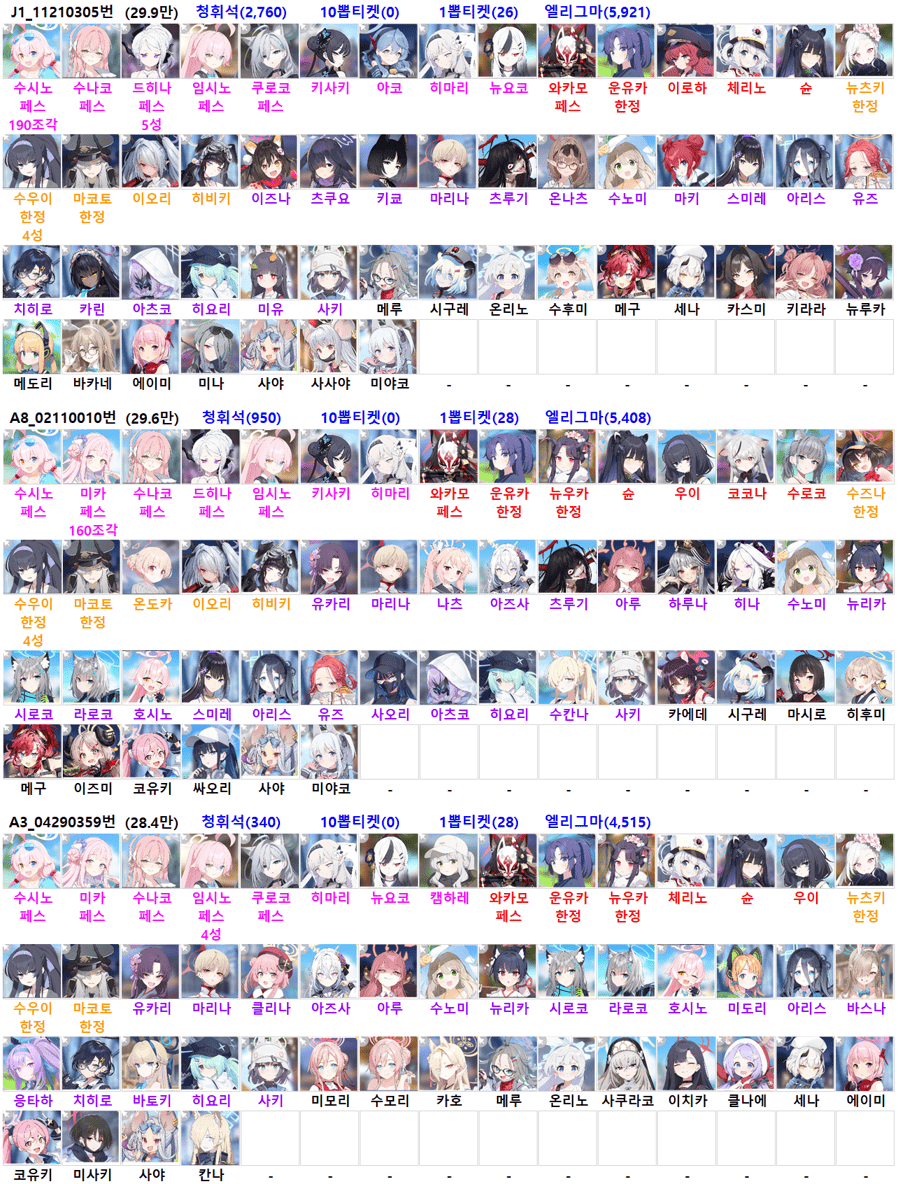 J1_11210305번 (29.9만) 청휘석(2,760) 10뽑티켓(0) 1뽑티켓(26) 엘리그마(5,921)
수시노 수나코 드히나 임시노 쿠로코 키사키 아코 히마리 뉴요코 와카모 운유카 이로하 체리노 슌 뉴츠키
페스 페스 페스 페스 페스 페스 한정 한정
190조각 5성
수우이 마코토 이오리 히비키 이즈나 츠쿠요 키쿄 마리나 츠루기 온나츠 수노미 마키 스미레 아리스 유즈
한정 한정
4성
치히로 카린 아츠코 히요리 미유 사키 메루 시구레 온리노 수후미 메구 세나 카스미 키라라 뉴루카
메도리 바카네 에이미 미나 사야 사사야 미야코 - - - - - - - -
A8_02110010번 (29.6만) 청휘석(950) 10뽑티켓(0) 1뽑티켓(28) 엘리그마(5,408)
수시노 미카 수나코 드히나 임시노 키사키 히마리 와카모 운유카 뉴우카 슌 우이 코코나 수로코 수즈나
페스 페스 페스 페스 페스 페스 한정 한정 한정
160조각
수우이 마코토 온도카 이오리 히비키 유카리 마리나 나츠 아즈사 츠루기 아루 하루나 히나 수노미 뉴리카
한정 한정
4성
시로코 라로코 호시노 스미레 아리스 유즈 사오리 아츠코 히요리 수칸나 사키 카에데 시구레 마시로 히후미
메구 이즈미 코유키 싸오리 사야 미야코 - - - - - - - - -
A3_04290359번 (28.4만) 청휘석(340) 10뽑티켓(0) 1뽑티켓(28) 엘리그마(4,515)
수시노 미카 수나코 임시노 쿠로코 히마리 뉴요코 캠하레 와카모 운유카 뉴우카 체리노 슌 우이 뉴츠키
페스 페스 페스 페스 페스 페스 한정 한정 한정
4성
수우이 마코토 유카리 마리나 클리나 아즈사 아루 수노미 뉴리카 시로코 라로코 호시노 미도리 아리스 바스나
한정 한정
응타하 치히로 바토키 히요리 사키 미모리 수모리 카호 메루 온리노 사쿠라코 이치카 클나에 세나 에이미
코유키 미사키 사야 칸나 - - - - - - - - - - -